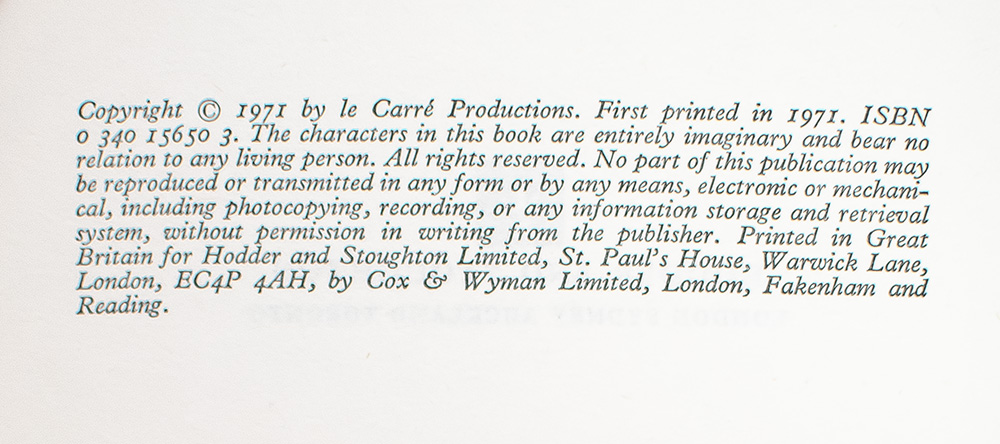 Copyright © 1971 by le Carré Productions. First printed in 1971. ISBN
0 340 15650 3. The characters in this book are entirely imaginary and bear no
relation to any living person. All rights reserved. No part of this publication may
be reproduced or transmitted in any form or by any means, electronic or mechani-
cal, including photocopying, recording, or any information storage and retrieval
system, without permission in writing from the publisher. Printed in Great
Britain for Hodder and Stoughton Limited, St. Paul's House, Warwick Lane,
London, EC4P 4AH, by Cox & Wyman Limited, London, Fakenham and
Reading.